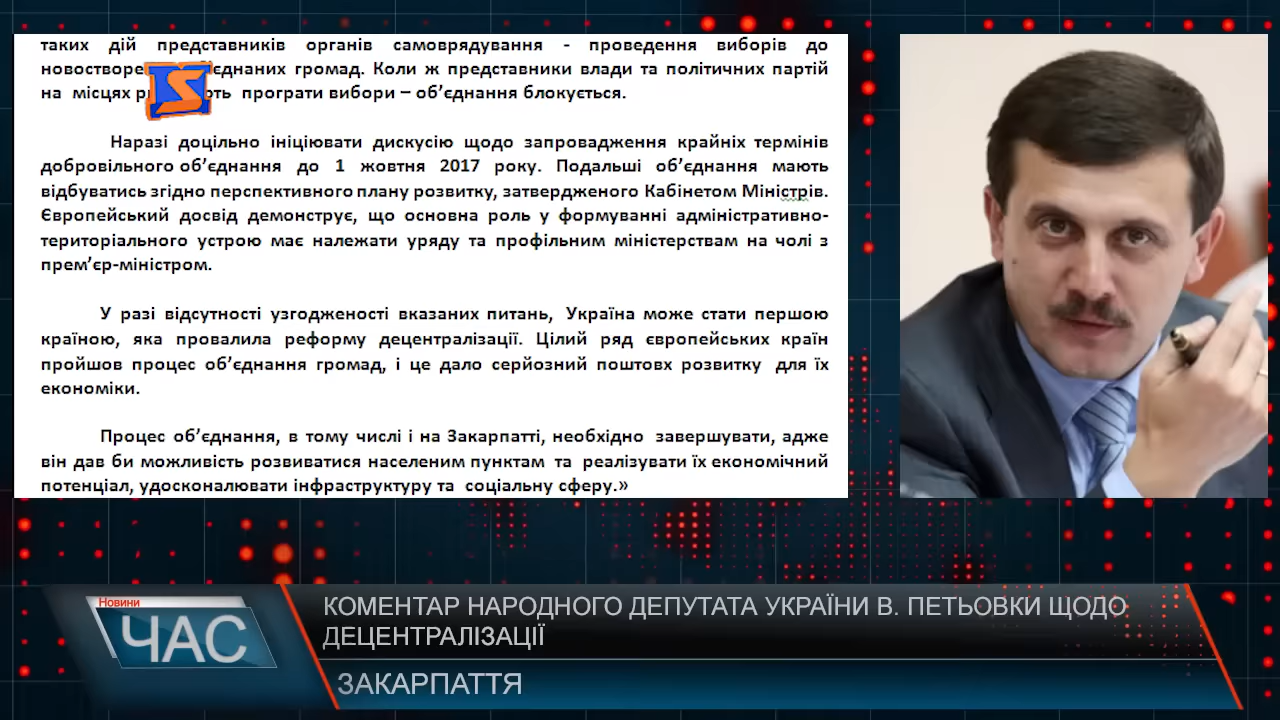 таких дій представників органів самоврядування - проведення виборів до
громад. Коли ж представники влади та політичних партій
на місцях програти вибори – об’єднання блокується.
Наразі доцільно ініціювати дискусію щодо запровадження крайніх термінів
добровільного об’єднання до 1 жовтня 2017 року. Подальші об’єднання мають
відбуватись згідно перспективного плану розвитку, затвердженого Кабінетом Міністрів.
Європейський досвід демонструє, що основна роль у формуванні адміністративно-
територіального устрою має належати уряду та профільним міністерствам на чолі з
прем’єр-міністром.
У разі відсутності узгодженості вказаних питань, Україна може стати першою
країною, яка провалила реформу децентралізації. Цілий ряд європейських країн
пройшов процес об’єднання громад, і це дало серйозний поштовх розвитку для їх
економіки.
Процес об’єднання, в тому числі і на Закарпатті, необхідно завершувати, адже
він дав би можливість розвиватися населеним пунктам та реалізувати їх економічний
потенціал, удосконалювати інфраструктуру та соціальну сферу.»
Новини
ЧАС
КОМЕНТАР НАРОДНОГО ДЕПУТАТА УКРАЇНИ В. ПЕТЬОВКИ ЩОДО
ДЕЦЕНТРАЛІЗАЦІЇ
ЗАКАРПАТТЯ